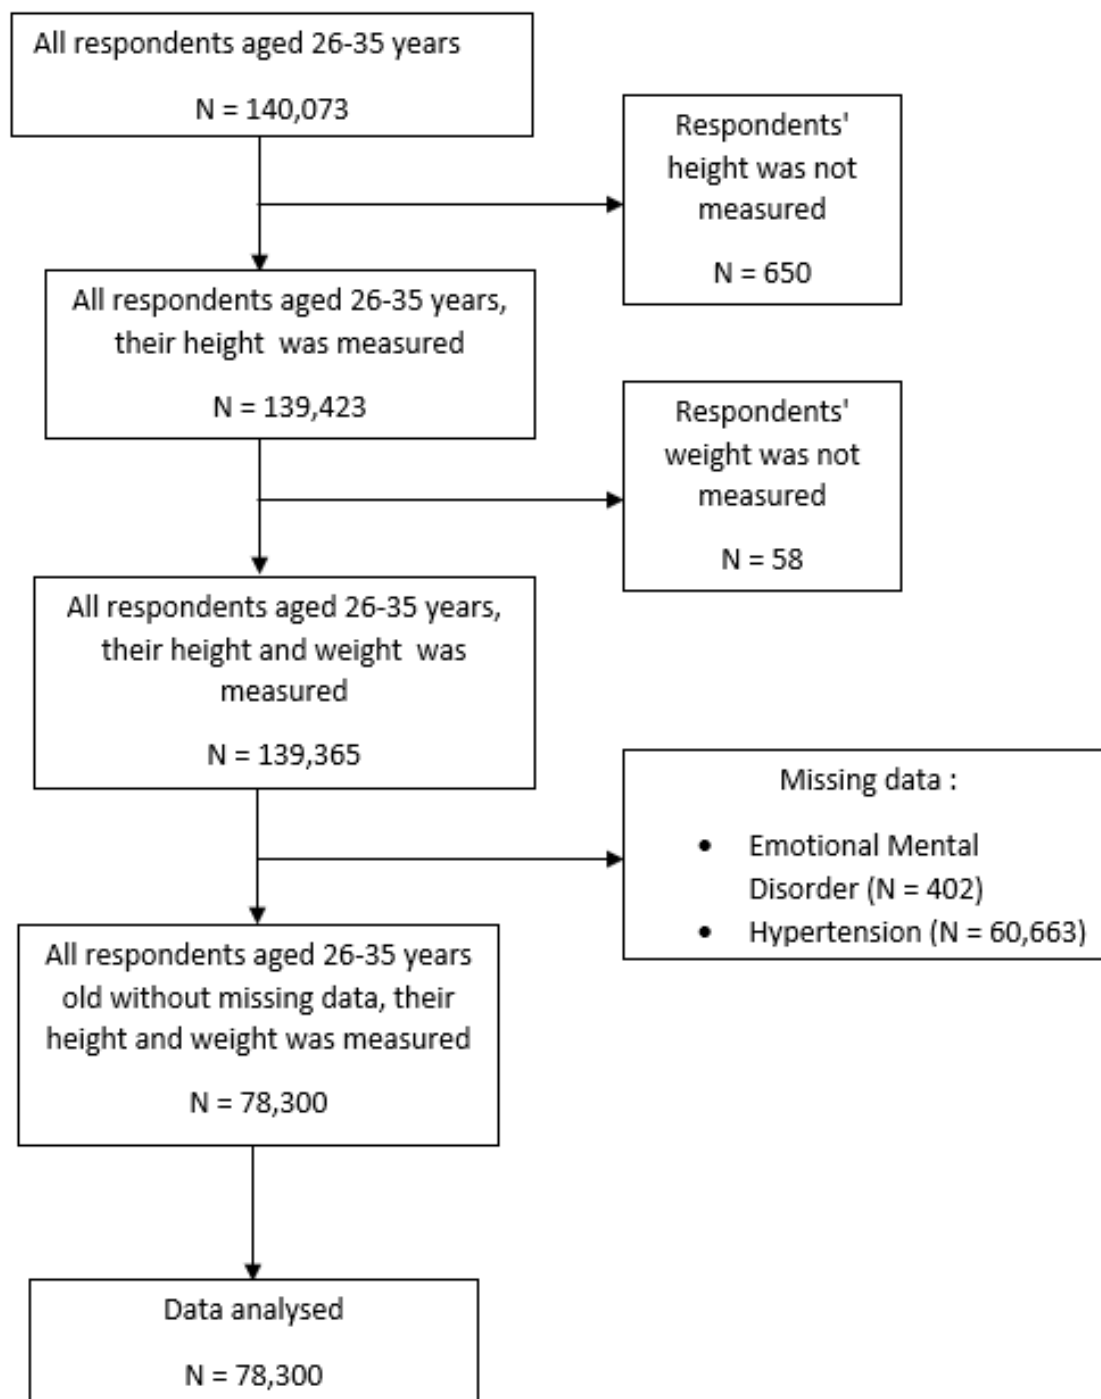 All respondents aged 26-35 years
N = 140,073
Respondents'
height was not
measured
N = 650
All respondents aged 26-35 years,
their height was measured
N = 139,423
Respondents'
weight was not
measured
N = 58
All respondents aged 26-35 years,
their height and weight was
measured
N = 139,365
Missing data :
• Emotional Mental
Disorder (N = 402)
• Hypertension (N = 60,663)
All respondents aged 26-35 years
old without missing data, their
height and weight was measured
N = 78,300
Data analysed
N = 78,300